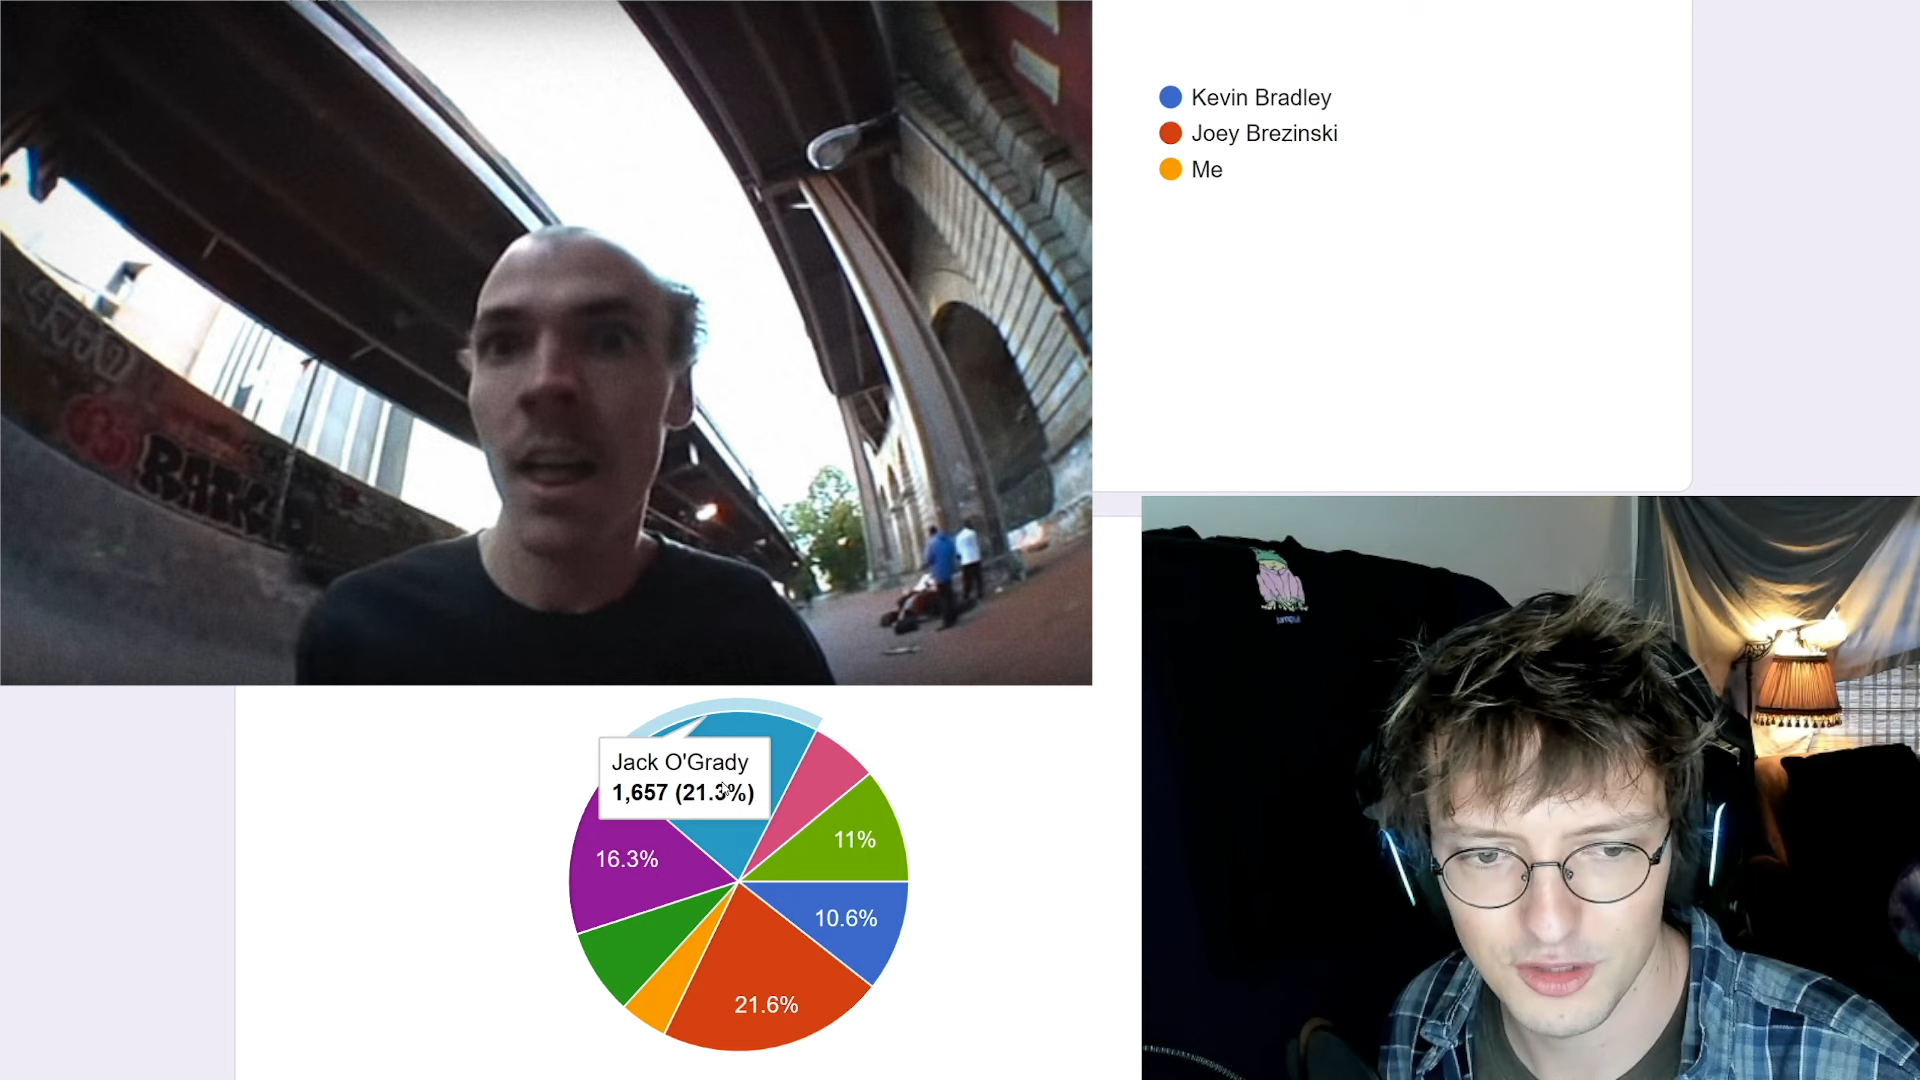 Kevin Bradley
Joey Brezinski
Me
Jack O'Grady
1,657 (21.3%)
11%
16.3%
10.6%
21.6%